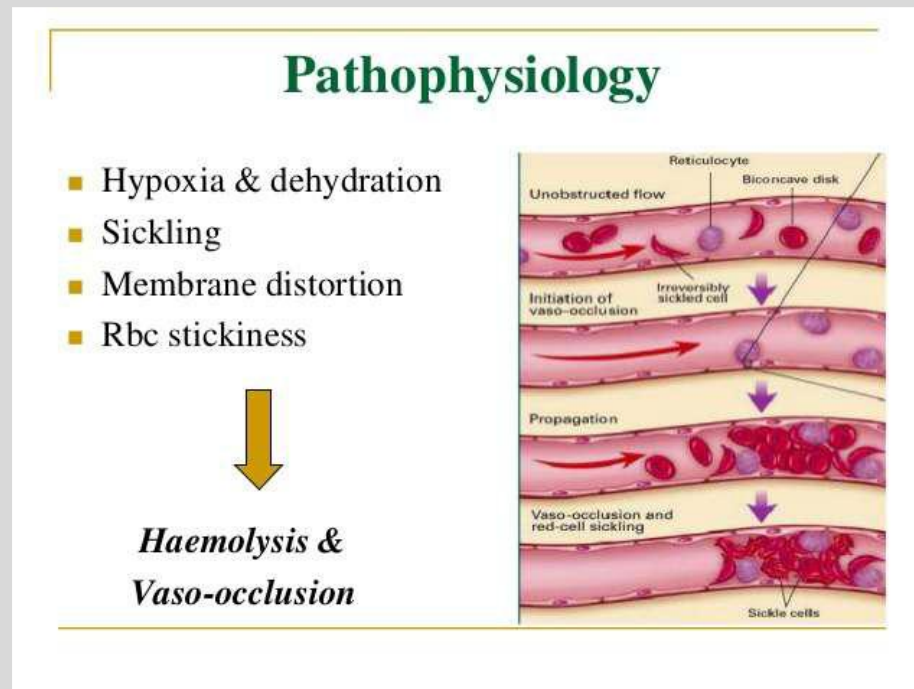 Pathophysiology
Hypoxia & dehydration
Sickling
Membrane distortion
Rbc stickiness
Haemolysis &
Vaso-occlusion
Reticulocyte
Biconcave disk
Unobstructed flow
Irreversibly
sickled cell
Initiation of
vaso-occlusion
Propagation
Vaso-occlusion and
red-cell sickling
Sickle cells